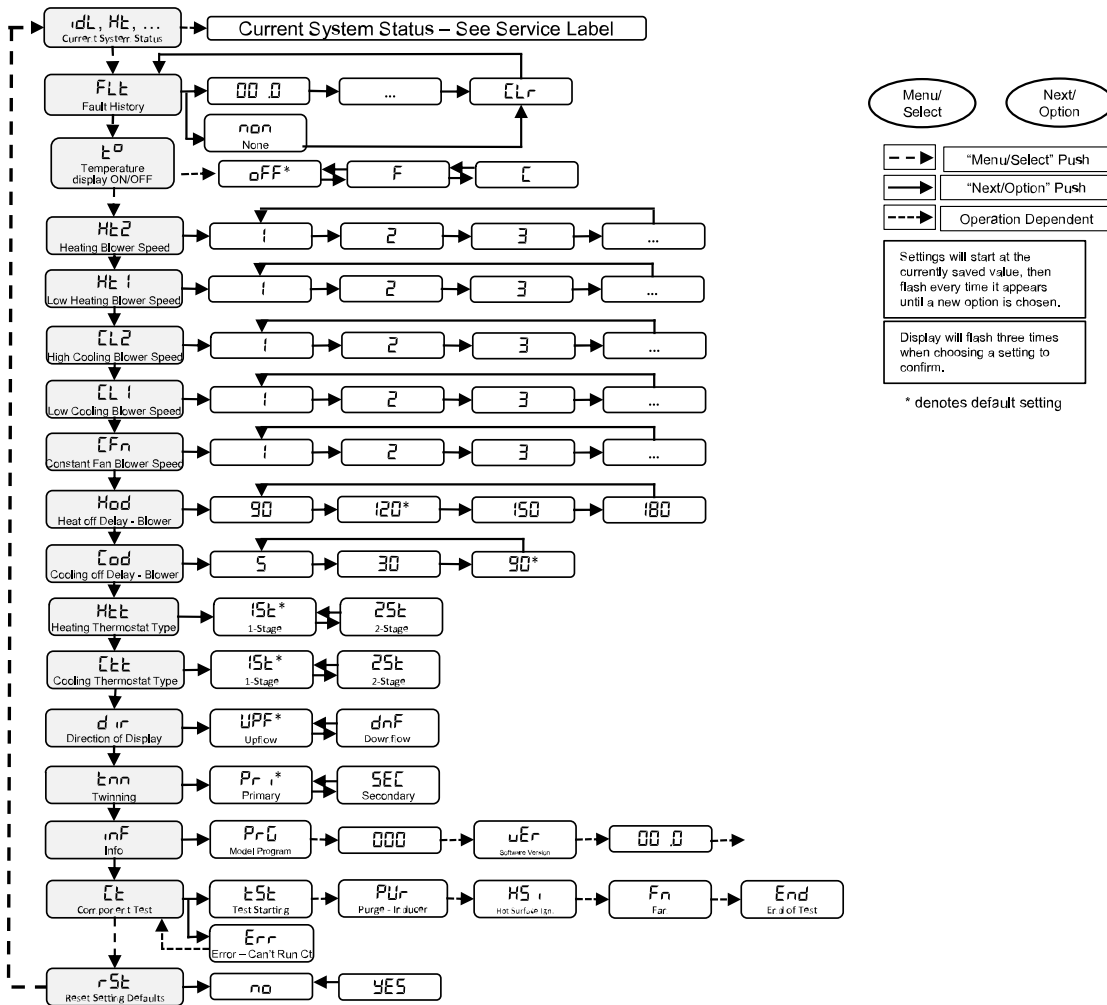 idL, Ht, ...
Current System Status
Current System Status – See Service Label
FLt
Fault History
00.0
...
CLr
non
None
t°
Temperature
display ON/OFF
oFF*
F
C
Ht2
Heating Blower Speed
1
2
3
...
Ht1
Low Heating Blower Speed
1
2
3
...
CL2
High Cooling Blower Speed
1
2
3
...
CL1
Low Cooling Blower Speed
1
2
3
...
CFn
Constant Fan Blower Speed
1
2
3
...
Hod
Heat off Delay - Blower
90
120*
150
180
Cod
Cooling off Delay - Blower
5
30
90*
Htt
Heating Thermostat Type
1St*
1-Stage
2St
2-Stage
Ctt
Cooling Thermostat Type
1St*
1-Stage
2St
2-Stage
dir
Direction of Display
UPF*
Upflow
dnF
Downflow
tnn
Twinning
Pri*
Primary
SEC
Secondary
inF
Info
PrG
Model Program
000
uEr
Software Version
00.0
Ct
Component Test
tSt
Test Starting
PUr
Purge - Inducer
HSi
Hot Surface Ign.
Fn
Fan
End
End of Test
Err
Error – Can't Run Ct
rSt
Reset Setting Defaults
no
yES
Menu/
Select
Next/
Option
"Menu/Select" Push
"Next/Option" Push
Operation Dependent
Settings will start at the
currently saved value, then
flash every time it appears
until a new option is chosen.
Display will flash three times
when choosing a setting to
confirm.
* denotes default setting